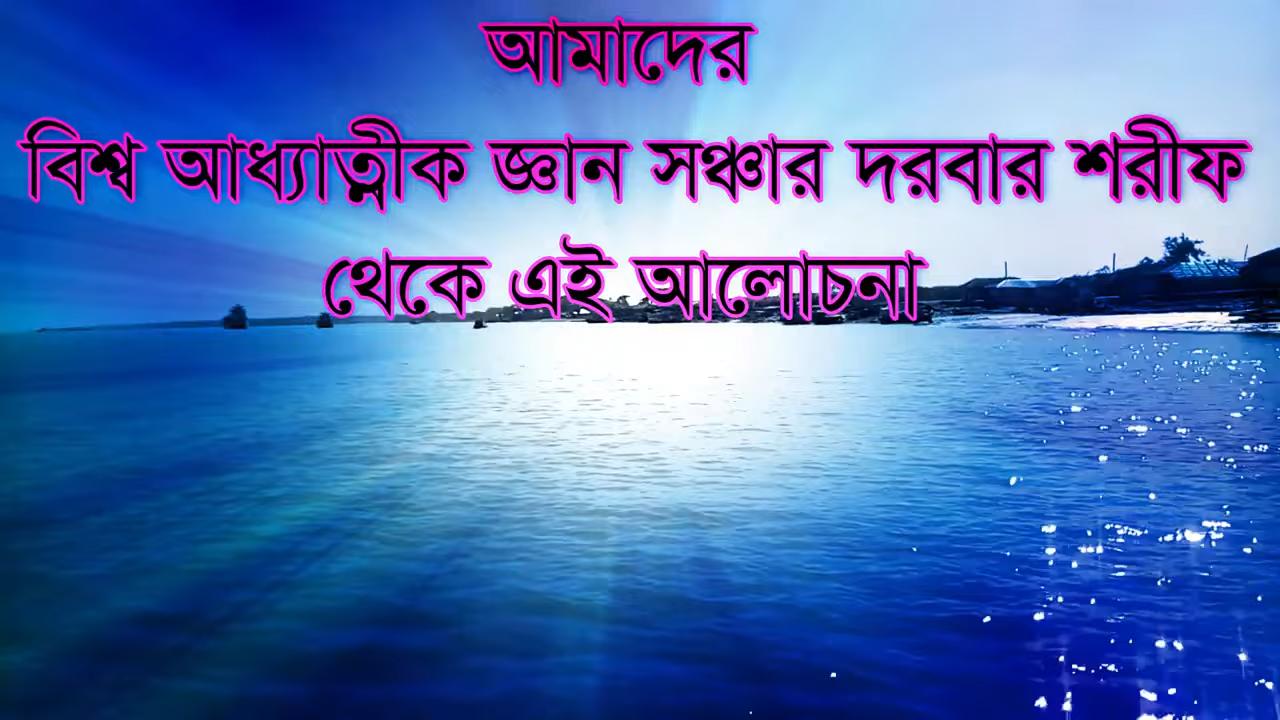 আমাদের
বিশ্ব আধ্যাত্নীক জ্ঞান সঞ্চার দরবার শরীফ
থেকে এই আলোচনা